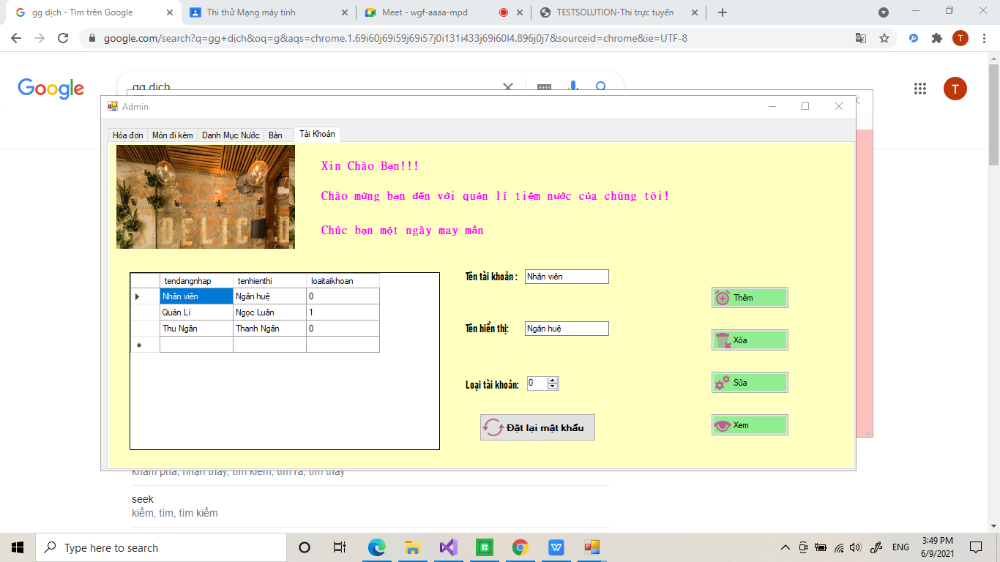 gg dịch - Tìm trên Google
Thi thử Mạng máy tính
Meet - wgf-aaaa-mpd
TESTSOLUTION-Thi trực tuyến
google.com/search?q=gg+dịch&oq=g&aqs=chrome.1.69i60j69i59j69i57j0i131i433j69i60l4.896j0j7&sourceid=chrome&ie=UTF-8
T
Google
gg dịch
T
Admin
Hóa đơn Món đi kèm Danh Mục Nước Bàn Tài Khoản
DELICED
Xin Chào Bạn!!!
Chào mừng bạn đến với quản lí tiệm nước của chúng tôi!
Chúc bạn một ngày may mắn
tendangnhap tenhienthi loaitaikhoan
Nhân viên Ngân huệ 0
Quản Lí Ngọc Luân 1
Thu Ngân Thanh Ngân 0
Tên tài khoản : Nhân viên
Tên hiển thị: Ngân huệ
Loại tài khoản: 0
Đặt lại mật khẩu
Thêm
Xóa
Sửa
Xem
khám phá, nhận thấy, tìm kiếm, tìm ra, tìm thấy
seek
kiếm, tìm, tìm kiếm
Type here to search
ENG
3:49 PM
6/9/2021